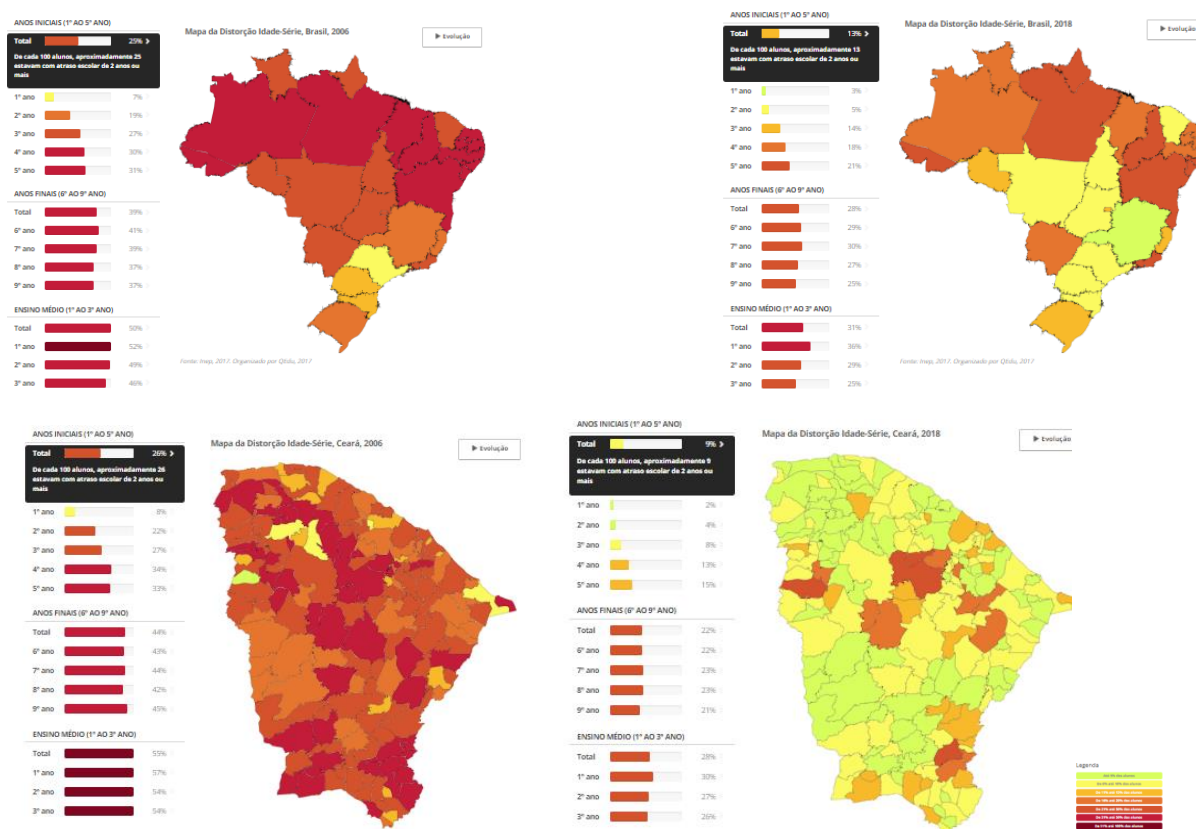 ANOS INICIAIS (1º AO 5º ANO)
Total 25%
De cada 100 alunos, aproximadamente 25
estavam com atraso escolar de 2 anos ou
mais
1º ano 7%
2º ano 19%
3º ano 27%
4º ano 30%
5º ano 31%
ANOS FINAIS (6º AO 9º ANO)
Total 39%
6º ano 41%
7º ano 39%
8º ano 37%
9º ano 37%
ENSINO MÉDIO (1º AO 3º ANO)
Total 50%
1º ano 52%
2º ano 49%
3º ano 46%
Mapa da Distorção Idade-Série, Brasil, 2006
Evolução
Fonte: Inep, 2017. Organizado por QEdu, 2017
ANOS INICIAIS (1º AO 5º ANO)
Total 13%
De cada 100 alunos, aproximadamente 13
estavam com atraso escolar de 2 anos ou
mais
1º ano 3%
2º ano 5%
3º ano 14%
4º ano 18%
5º ano 21%
ANOS FINAIS (6º AO 9º ANO)
Total 28%
6º ano 29%
7º ano 30%
8º ano 27%
9º ano 25%
ENSINO MÉDIO (1º AO 3º ANO)
Total 31%
1º ano 36%
2º ano 29%
3º ano 25%
Mapa da Distorção Idade-Série, Brasil, 2018
Evolução
Fonte: Inep, 2017. Organizado por QEdu, 2017
ANOS INICIAIS (1º AO 5º ANO)
Total 26%
De cada 100 alunos, aproximadamente 26
estavam com atraso escolar de 2 anos ou
mais
1º ano 8%
2º ano 22%
3º ano 27%
4º ano 34%
5º ano 33%
ANOS FINAIS (6º AO 9º ANO)
Total 44%
6º ano 43%
7º ano 44%
8º ano 42%
9º ano 45%
ENSINO MÉDIO (1º AO 3º ANO)
Total 55%
1º ano 57%
2º ano 54%
3º ano 54%
Mapa da Distorção Idade-Série, Ceará, 2006
Evolução
ANOS INICIAIS (1º AO 5º ANO)
Total 9%
De cada 100 alunos, aproximadamente 9
estavam com atraso escolar de 2 anos ou
mais
1º ano 2%
2º ano 4%
3º ano 8%
4º ano 13%
5º ano 15%
ANOS FINAIS (6º AO 9º ANO)
Total 22%
6º ano 22%
7º ano 23%
8º ano 23%
9º ano 21%
ENSINO MÉDIO (1º AO 3º ANO)
Total 28%
1º ano 30%
2º ano 27%
3º ano 26%
Mapa da Distorção Idade-Série, Ceará, 2018
Evolução
Legenda